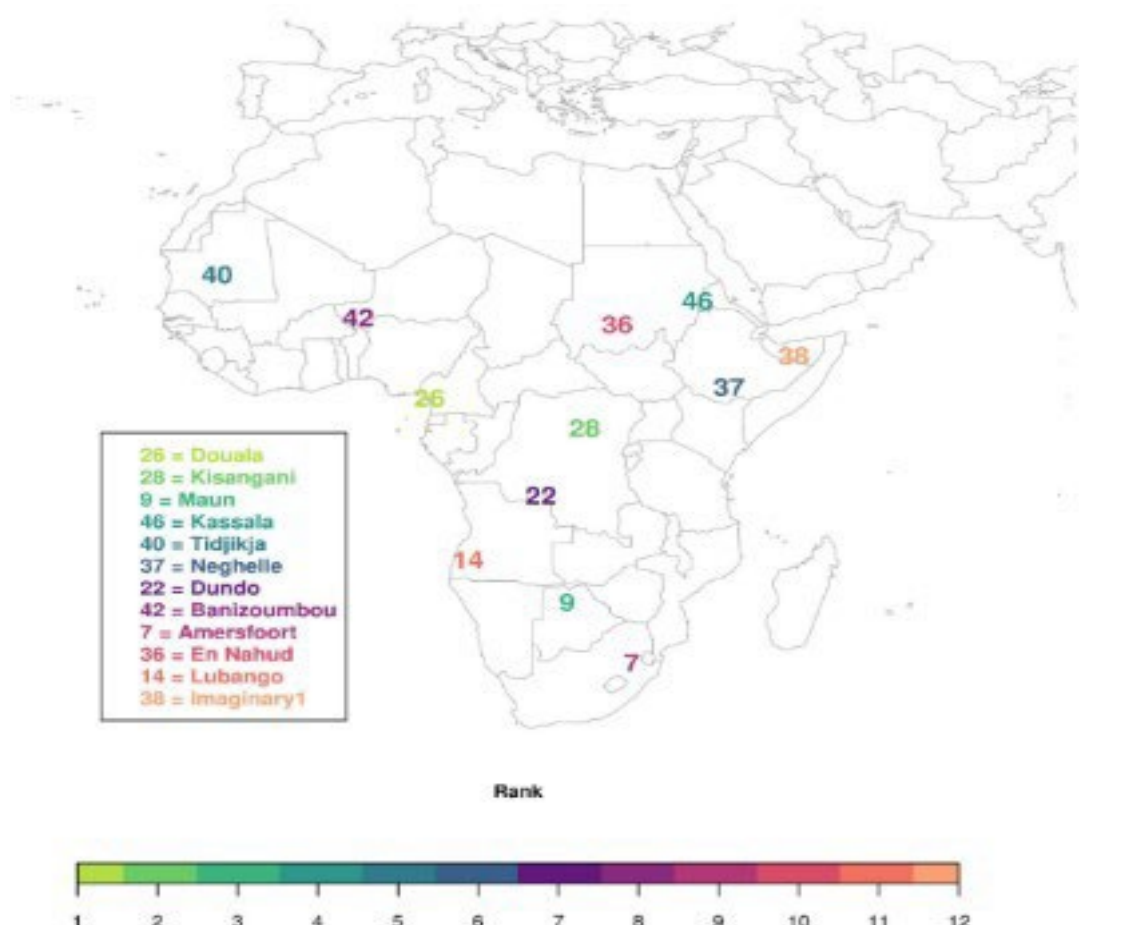 40
46
42
36
38
37
26
28
22
14
9
7
26 = Douala
28 = Kisangani
9 = Maun
46 = Kassala
40 = Tidjikja
37 = Neghelle
22 = Dundo
42 = Banizoumbou
7 = Amersfoort
36 = En Nahud
14 = Lubango
38 = Imaginary1
Rank
1 2 3 4 5 6 7 8 9 10 11 12